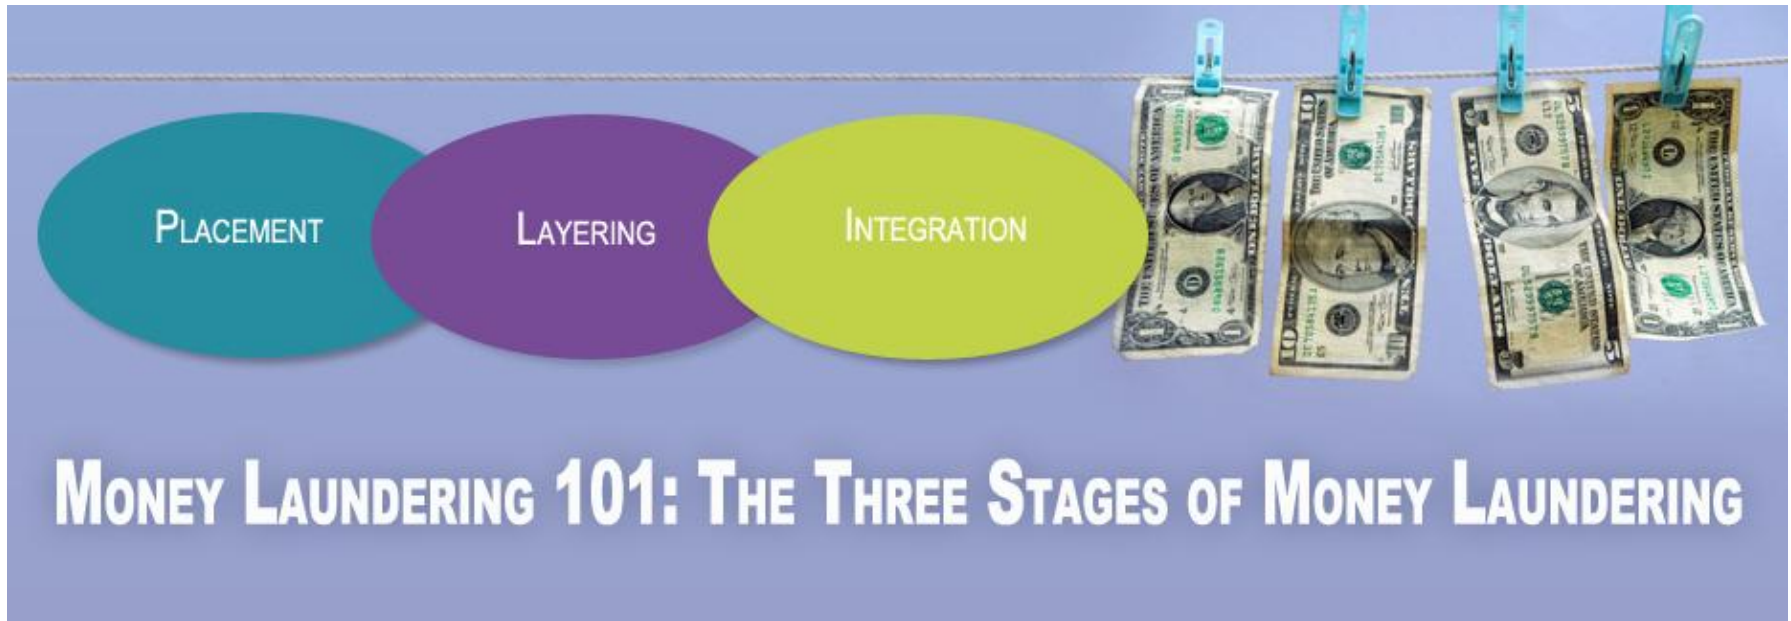 PLACEMENT
LAYERING
INTEGRATION
MONEY LAUNDERING 101: THE THREE STAGES OF MONEY LAUNDERING